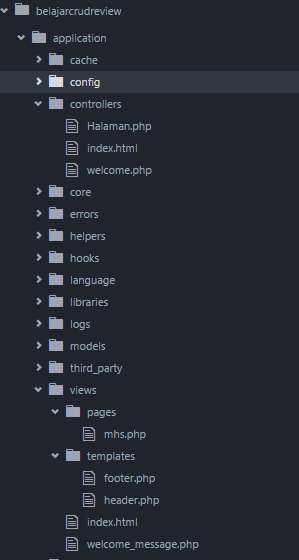 belajarcrudreview
application
cache
config
controllers
Halaman.php
index.html
welcome.php
core
errors
helpers
hooks
language
libraries
logs
models
third_party
views
pages
mhs.php
templates
footer.php
header.php
index.html
welcome_message.php